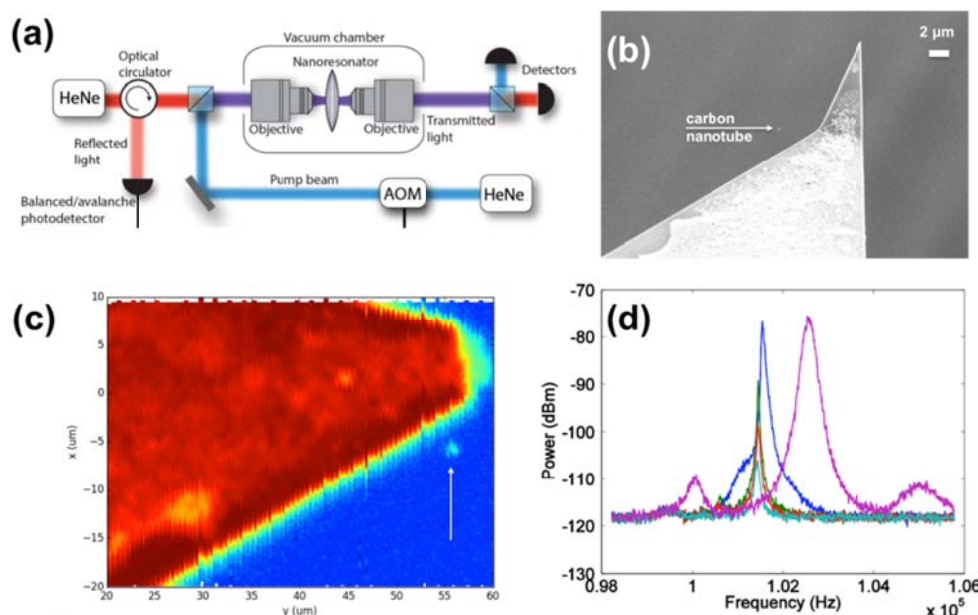 (a)
Vacuum chamber
Optical
circulator
Nanoresonator
Detectors
HeNe
Objective
Objective
Transmitted
light
Reflected
light
Pump beam
AOM
HeNe
Balanced/avalanche
photodetector
(b)
2 μm
carbon
nanotube
(c)
10
5
0
−5
−10
−15
−20
x (um)
20
25
30
35
40
45
50
55
60
y (um)
(d)
-70
-80
-90
-100
-110
-120
-130
Power (dBm)
0.98
1
1.02
1.04
1.06
Frequency (Hz)
x 10⁵